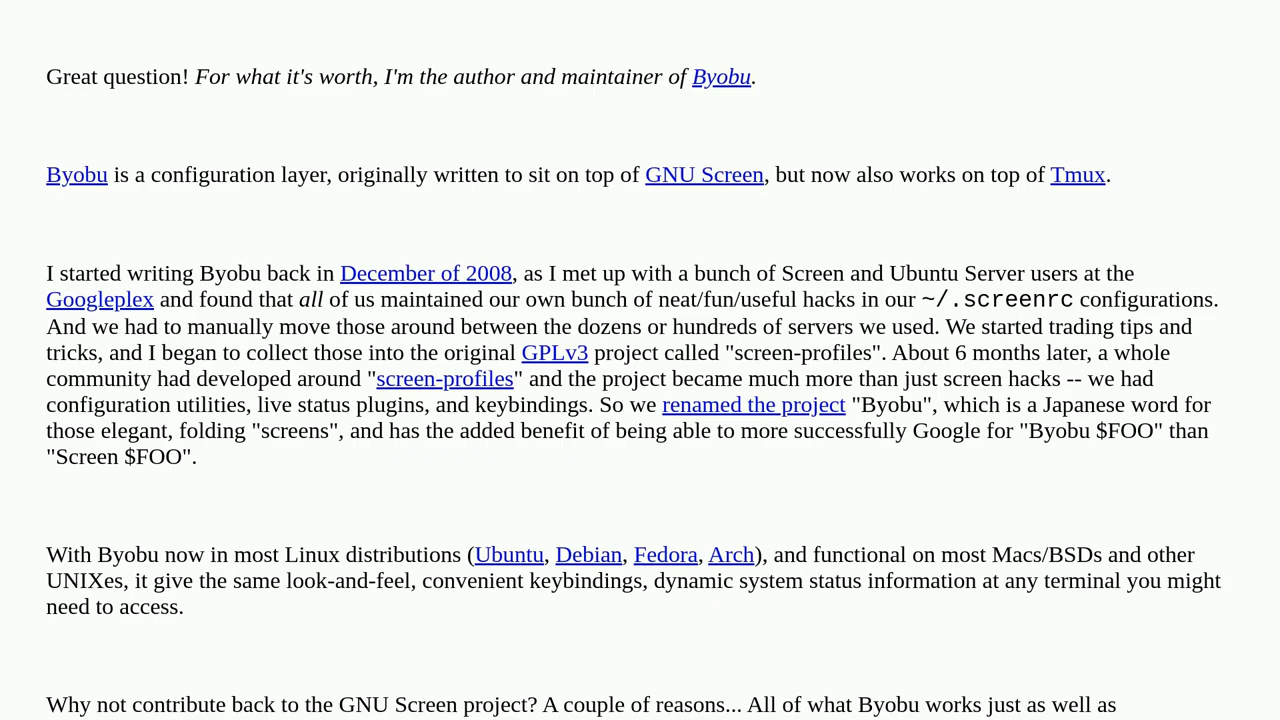 Great question! For what it's worth, I'm the author and maintainer of Byobu.
Byobu is a configuration layer, originally written to sit on top of GNU Screen, but now also works on top of Tmux.
I started writing Byobu back in December of 2008, as I met up with a bunch of Screen and Ubuntu Server users at the
Googleplex and found that all of us maintained our own bunch of neat/fun/useful hacks in our ~/.screenrc configurations.
And we had to manually move those around between the dozens or hundreds of servers we used. We started trading tips and
tricks, and I began to collect those into the original GPLv3 project called "screen-profiles". About 6 months later, a whole
community had developed around "screen-profiles" and the project became much more than just screen hacks -- we had
configuration utilities, live status plugins, and keybindings. So we renamed the project "Byobu", which is a Japanese word for
those elegant, folding "screens", and has the added benefit of being able to more successfully Google for "Byobu $FOO" than
"Screen $FOO".
With Byobu now in most Linux distributions (Ubuntu, Debian, Fedora, Arch), and functional on most Macs/BSDs and other
UNIXes, it give the same look-and-feel, convenient keybindings, dynamic system status information at any terminal you might
need to access.
Why not contribute back to the GNU Screen project? A couple of reasons... All of what Byobu works just as well as